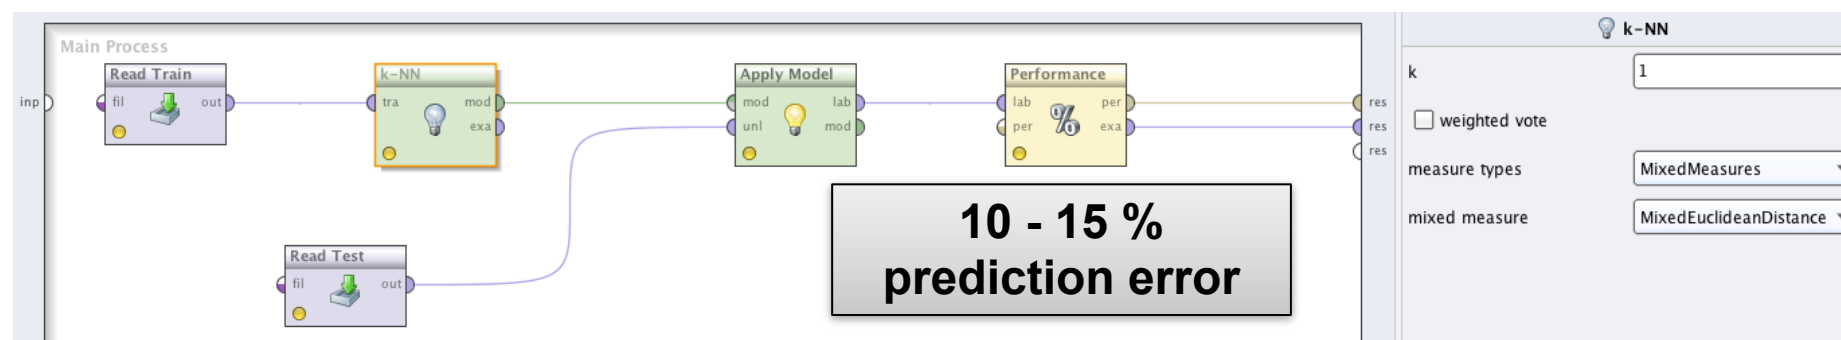 Main Process
inp
Read Train
fil
out
k-NN
tra
mod
exa
Apply Model
mod
lab
unl
mod
Performance
lab
per
%
per
exa
res
res
res
Read Test
fil
out
10 - 15 %
prediction error
k-NN
k
1
weighted vote
measure types
MixedMeasures
mixed measure
MixedEuclideanDistance